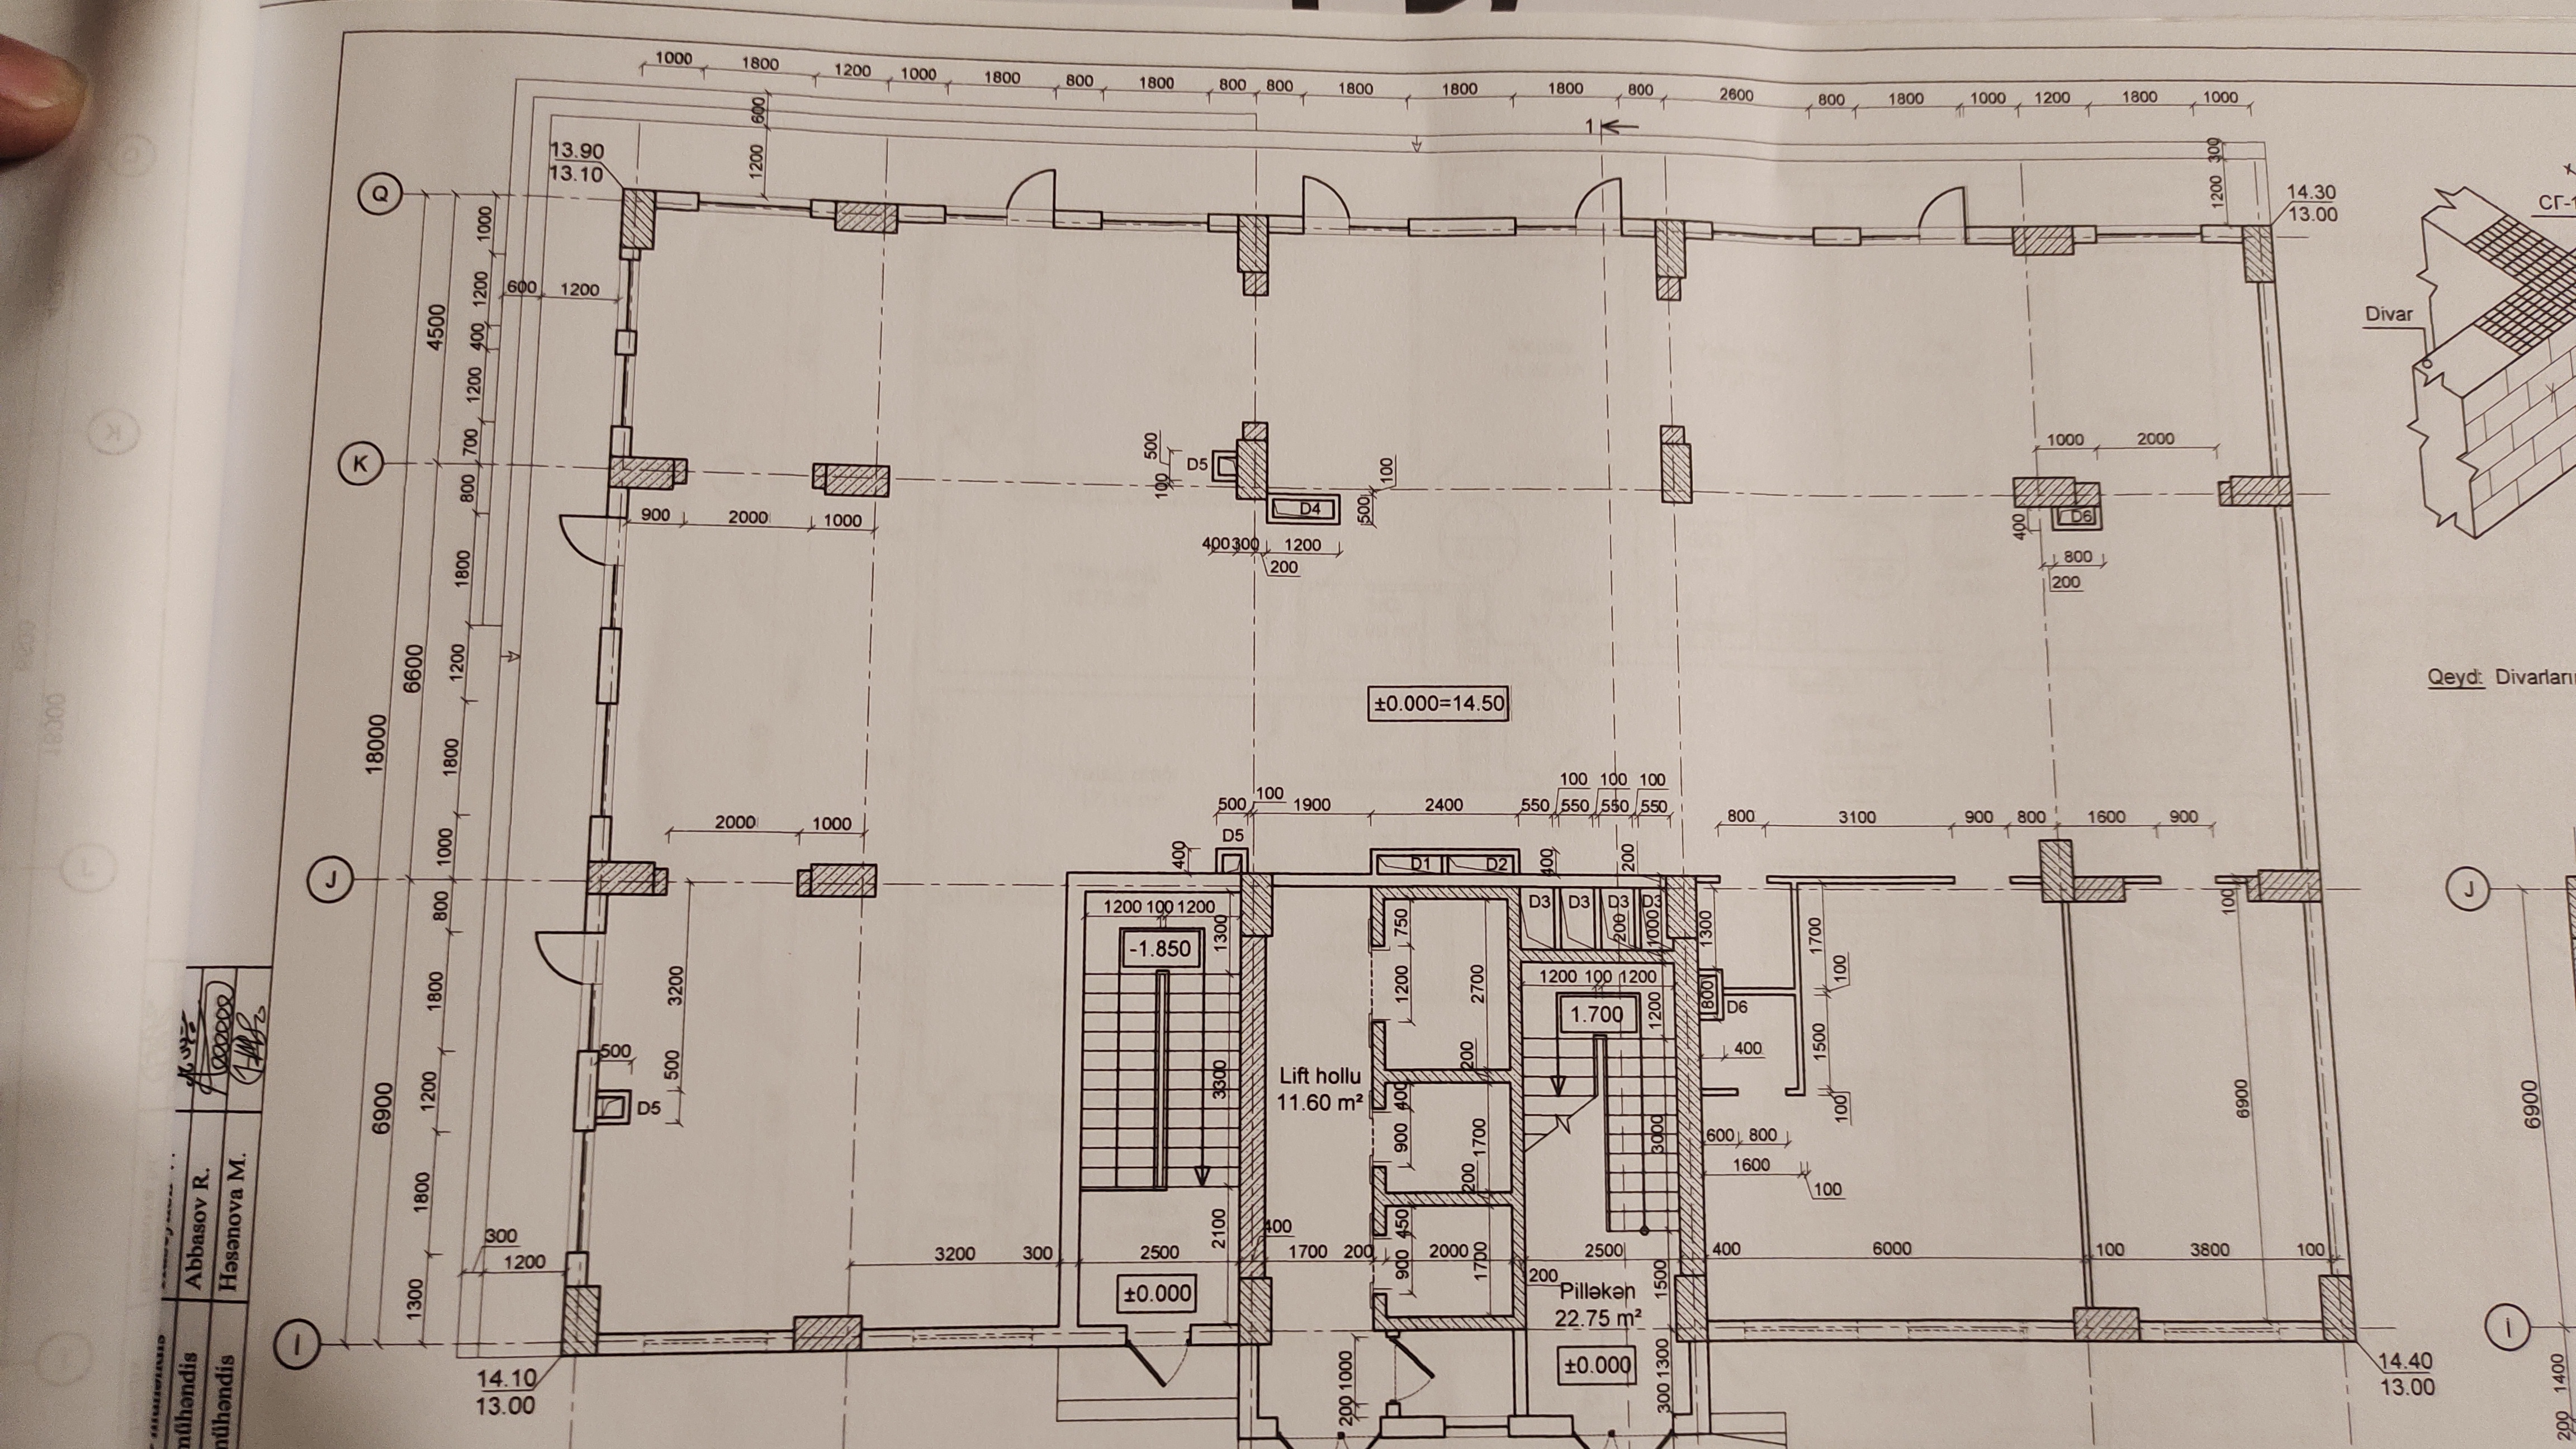 1000 1800 1200 1000 1800 800 1800 800 800 1800 1800 1800 800 2600 800 1800 1000 1200 1800 1000
600
1200
1
300
1200
13.90
13.10
14.30
13.00
Q
1000
1200
400
1200
700
4500
600 1200
СГ-1
Divar
K
800
900 2000 1000
500
100
D5
D4
100
500
400 300 1200
200
1000 2000
D6
400
800
200
1800
1200
1800
1000
6600
18000
±0.000=14.50
Qeyd: Divarların
2000 1000
500 100 1900 2400 550 100 550 100 550 100 550
800 3100 900 800 1600 900
D5
400
D1 D2
400
200
J
J
800
1800
1200
1800
1300
6900
3200
500
500
D5
1200 100 1200
1300
-1.850
3300
2100
Lift hollu
11.60 m²
750
1200
2700
200
400
900
1700
200
450
900
1700
D3 D3 D3 D3
200
1000
1200 100 1200
1.700
1200
3000
1500
1300
800
D6
400
1700
100
1500
100
600 800
1600
100
100
6900
6900
300
1200
3200 300 2500 400 1700 200 2000 200 2500 400 6000 100 3800 100
±0.000
Pilləkən
22.75 m²
±0.000
1000
200
1300
300
I
I
14.10
13.00
14.40
13.00
1400
200
Abbasov R.
Həsənova M.
mühəndis
mühəndis